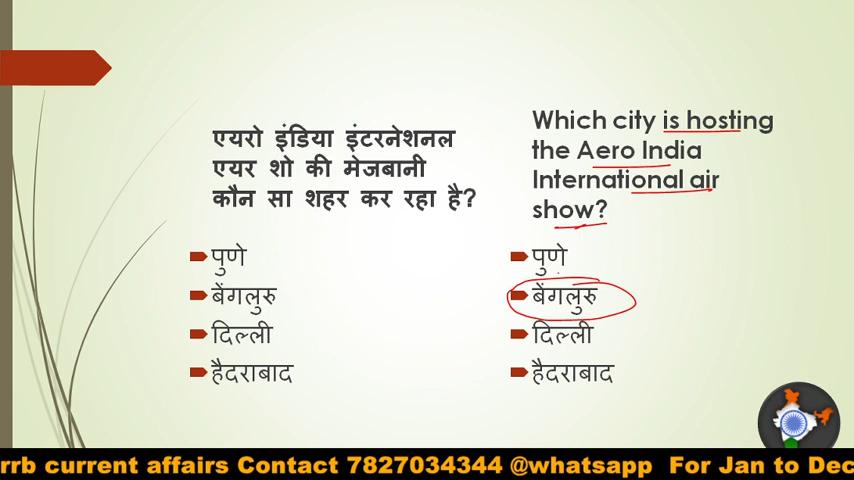 एयरो इंडिया इंटरनेशनल
एयर शो की मेजबानी
कौन सा शहर कर रहा है?
पुणे
बेंगलुरु
दिल्ली
हैदराबाद
Which city is hosting
the Aero India
International air
show?
पुणे
बेंगलुरु
दिल्ली
हैदराबाद
rrb current affairs Contact 7827034344 @whatsapp For Jan to Dec